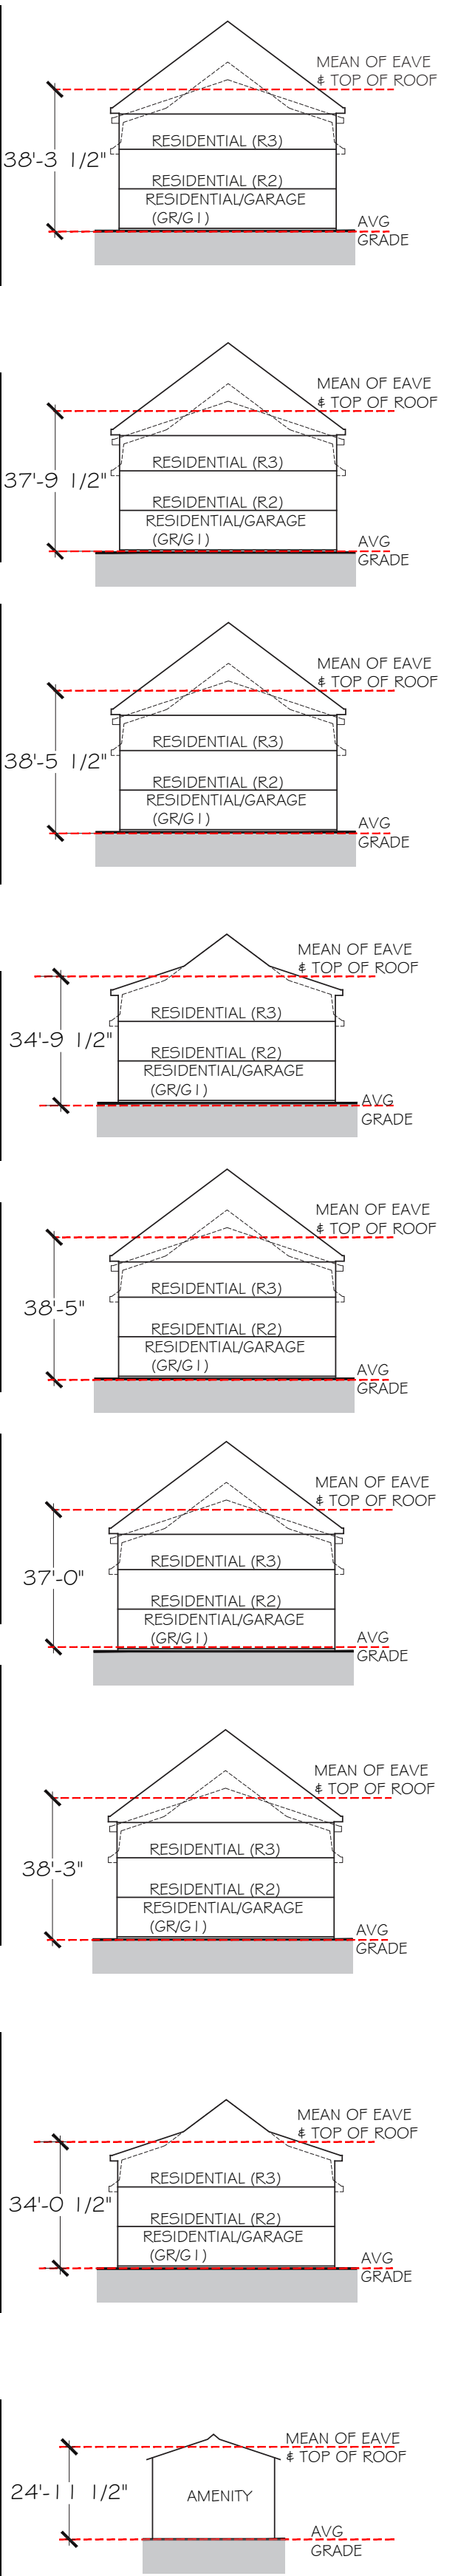 MEAN OF EAVE
& TOP OF ROOF
38'-3 1/2"
RESIDENTIAL (R3)
RESIDENTIAL (R2)
RESIDENTIAL/GARAGE
(GR/G1)
AVG
GRADE
MEAN OF EAVE
& TOP OF ROOF
37'-9 1/2"
RESIDENTIAL (R3)
RESIDENTIAL (R2)
RESIDENTIAL/GARAGE
(GR/G1)
AVG
GRADE
MEAN OF EAVE
& TOP OF ROOF
38'-5 1/2"
RESIDENTIAL (R3)
RESIDENTIAL (R2)
RESIDENTIAL/GARAGE
(GR/G1)
AVG
GRADE
MEAN OF EAVE
& TOP OF ROOF
34'-9 1/2"
RESIDENTIAL (R3)
RESIDENTIAL (R2)
RESIDENTIAL/GARAGE
(GR/G1)
AVG
GRADE
MEAN OF EAVE
& TOP OF ROOF
38'-5"
RESIDENTIAL (R3)
RESIDENTIAL (R2)
RESIDENTIAL/GARAGE
(GR/G1)
AVG
GRADE
MEAN OF EAVE
& TOP OF ROOF
37'-0"
RESIDENTIAL (R3)
RESIDENTIAL (R2)
RESIDENTIAL/GARAGE
(GR/G1)
AVG
GRADE
MEAN OF EAVE
& TOP OF ROOF
38'-3"
RESIDENTIAL (R3)
RESIDENTIAL (R2)
RESIDENTIAL/GARAGE
(GR/G1)
AVG
GRADE
MEAN OF EAVE
& TOP OF ROOF
34'-0 1/2"
RESIDENTIAL (R3)
RESIDENTIAL (R2)
RESIDENTIAL/GARAGE
(GR/G1)
AVG
GRADE
MEAN OF EAVE
& TOP OF ROOF
24'-11 1/2"
AMENITY
AVG
GRADE